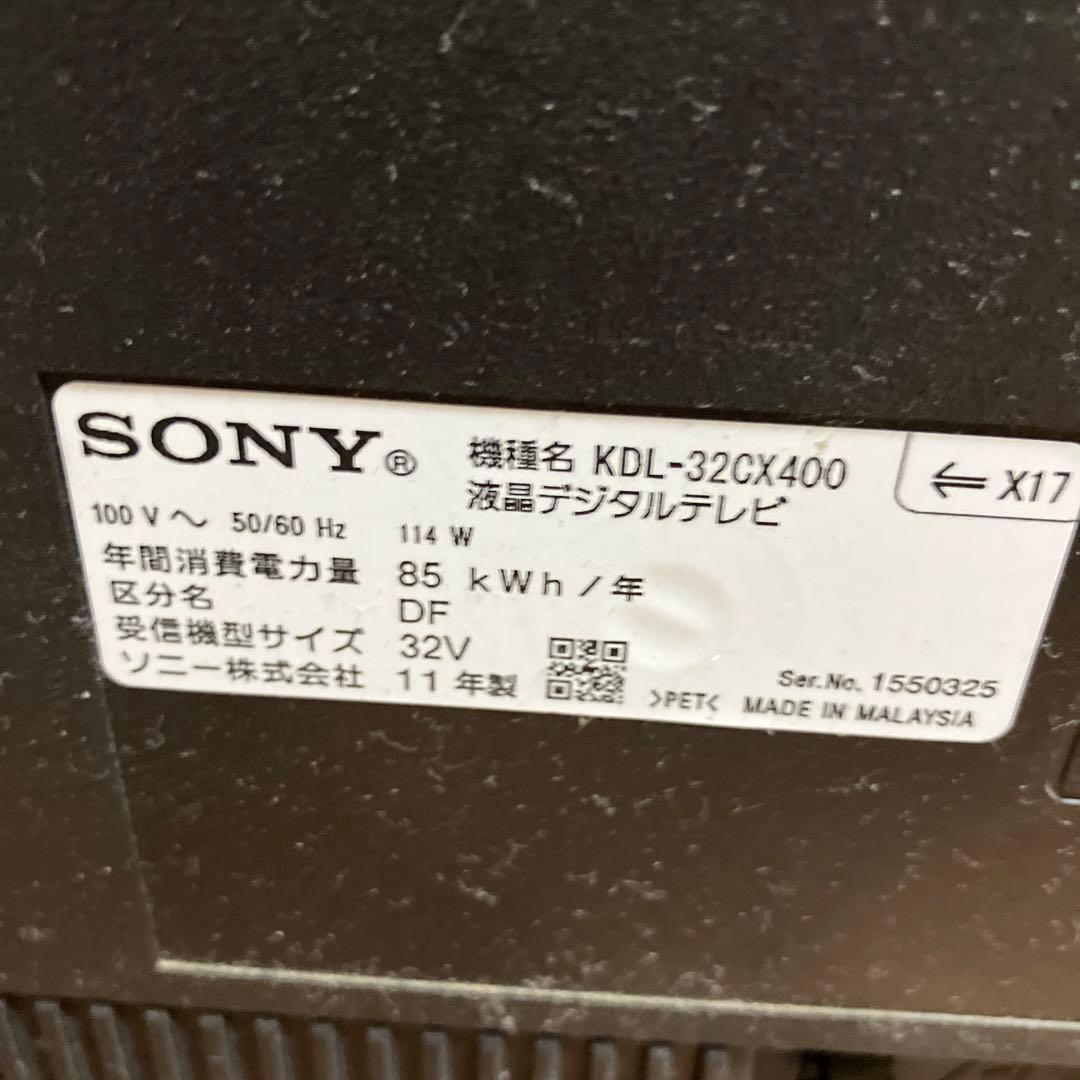 SONY®
機種名 KDL-32CX400
液晶デジタルテレビ
⇐ X17
100 V ～ 50/60 Hz 114 W
年間消費電力量 85 kWh/年
区分名 DF
受信機型サイズ 32V
ソニー株式会社 11年製
>PET<
Ser.No. 1550325
MADE IN MALAYSIA